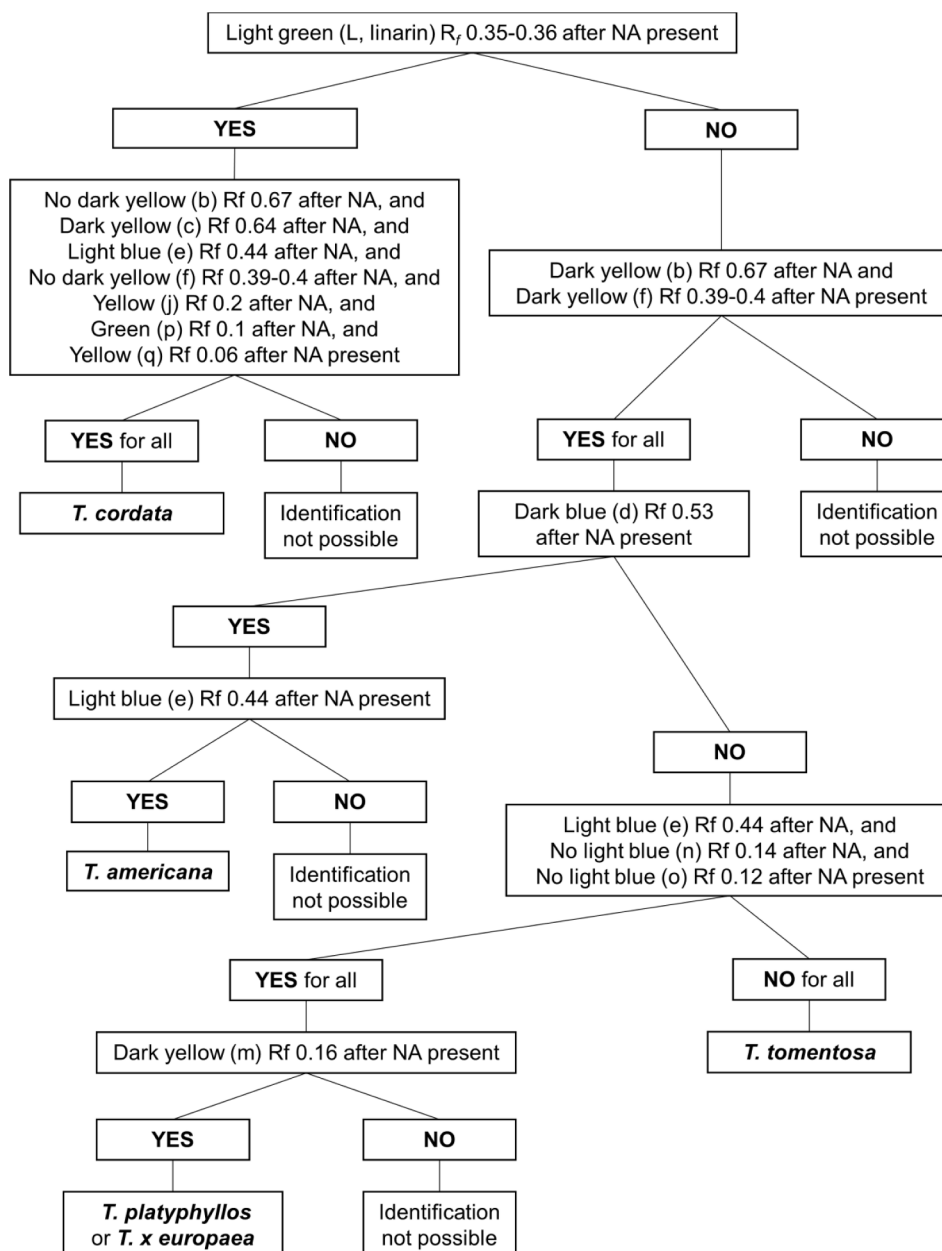 Light green (L, linarin) Rf 0.35-0.36 after NA present
YES
NO
No dark yellow (b) Rf 0.67 after NA, and
Dark yellow (c) Rf 0.64 after NA, and
Light blue (e) Rf 0.44 after NA, and
No dark yellow (f) Rf 0.39-0.4 after NA, and
Yellow (j) Rf 0.2 after NA, and
Green (p) Rf 0.1 after NA, and
Yellow (q) Rf 0.06 after NA present
Dark yellow (b) Rf 0.67 after NA and
Dark yellow (f) Rf 0.39-0.4 after NA present
YES for all
NO
YES for all
NO
T. cordata
Identification
not possible
Dark blue (d) Rf 0.53
after NA present
Identification
not possible
YES
Light blue (e) Rf 0.44 after NA present
NO
YES
NO
Light blue (e) Rf 0.44 after NA, and
No light blue (n) Rf 0.14 after NA, and
No light blue (o) Rf 0.12 after NA present
T. americana
Identification
not possible
YES for all
NO for all
Dark yellow (m) Rf 0.16 after NA present
T. tomentosa
YES
NO
T. platyphyllos
or T. x europaea
Identification
not possible